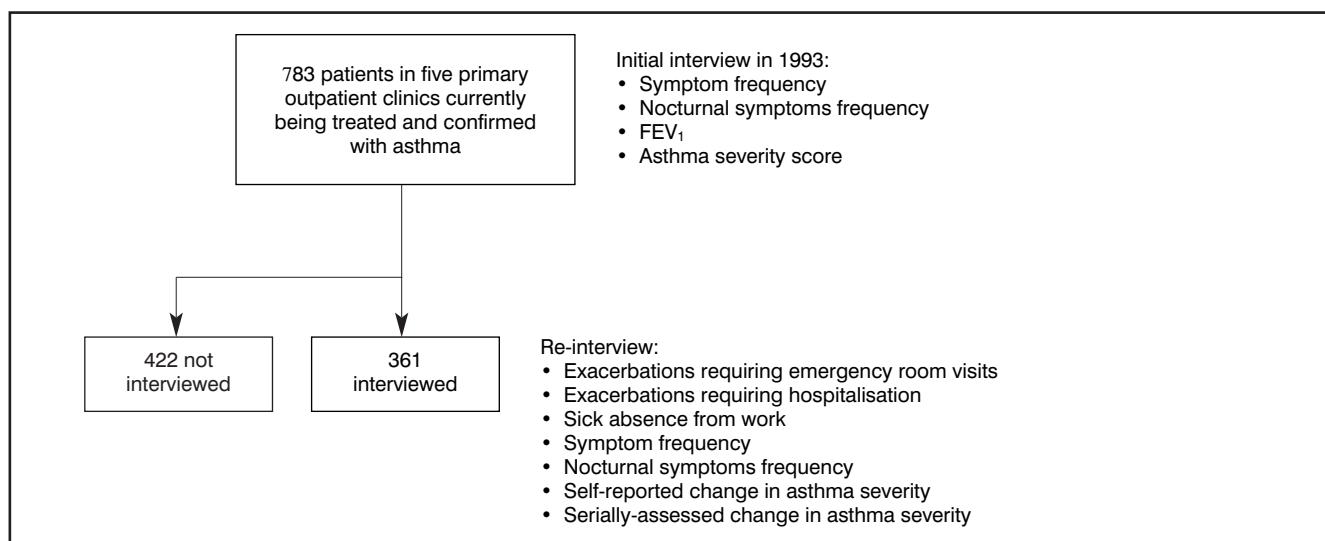 783 patients in five primary
outpatient clinics currently
being treated and confirmed
with asthma
Initial interview in 1993:
• Symptom frequency
• Nocturnal symptoms frequency
• FEV₁
• Asthma severity score
422 not
interviewed
361
interviewed
Re-interview:
• Exacerbations requiring emergency room visits
• Exacerbations requiring hospitalisation
• Sick absence from work
• Symptom frequency
• Nocturnal symptoms frequency
• Self-reported change in asthma severity
• Serially-assessed change in asthma severity